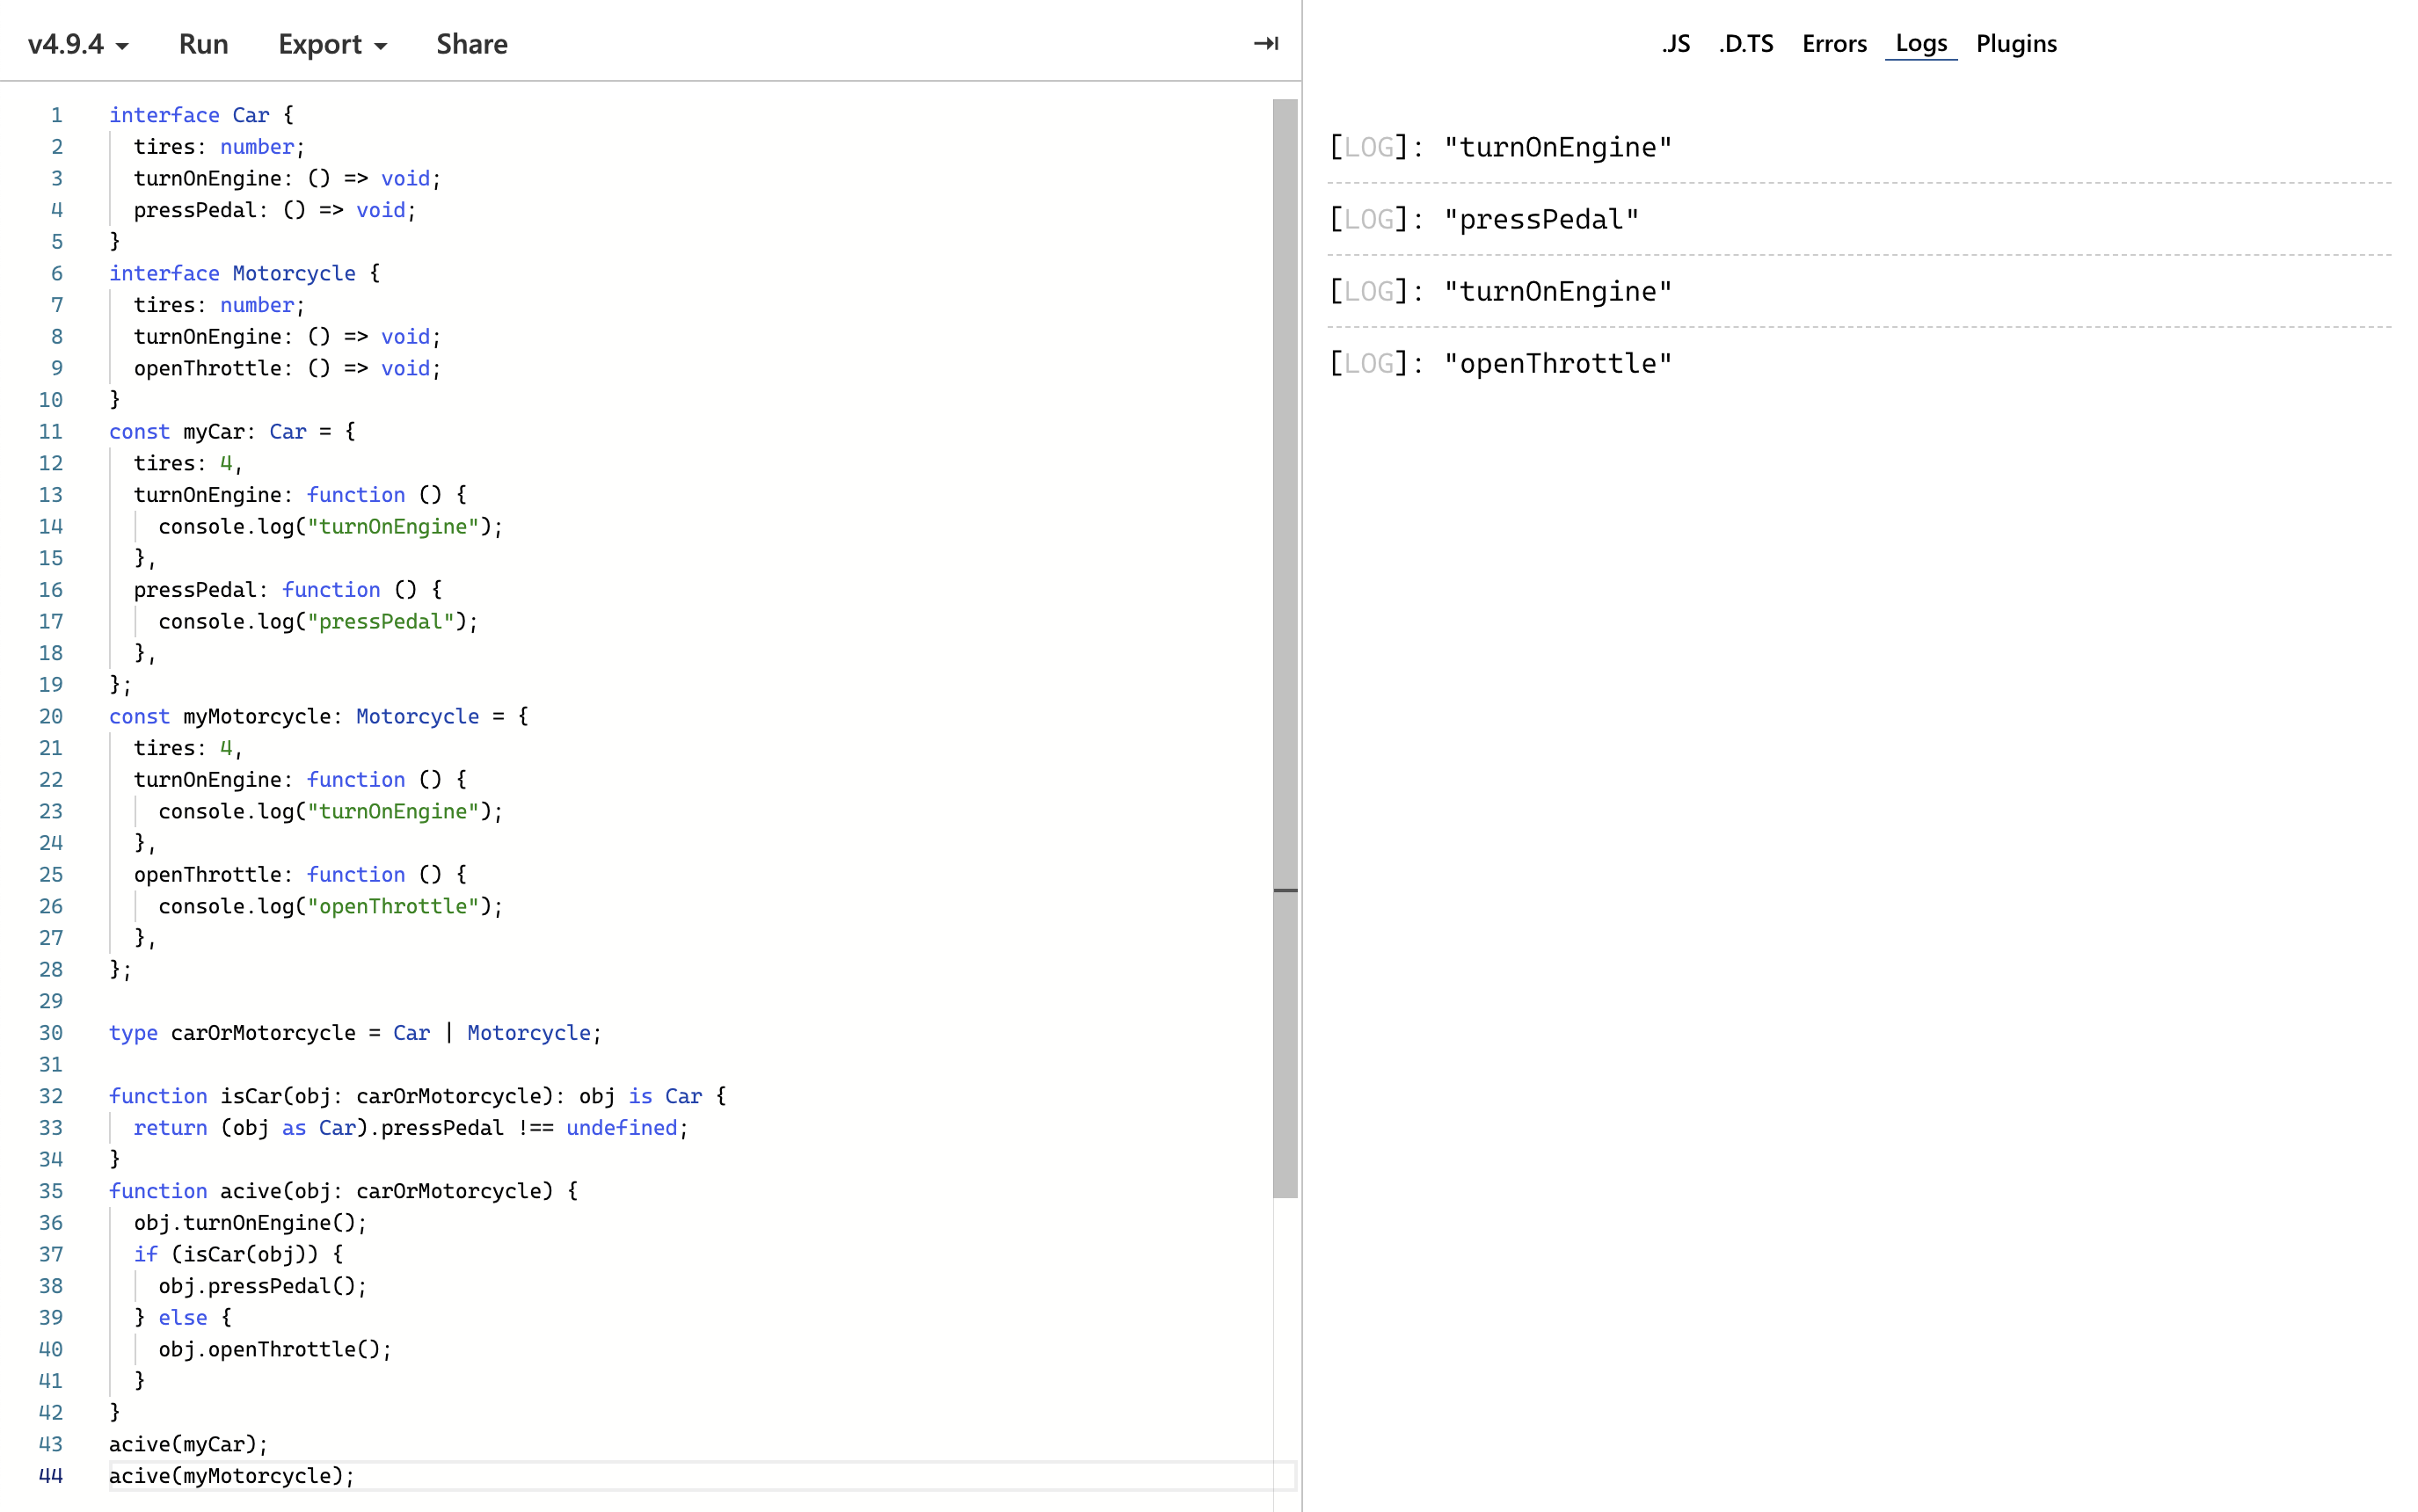 v4.9.4 Run Export Share
.JS .D.TS Errors Logs Plugins
1 interface Car {
2 tires: number;
3 turnOnEngine: () => void;
4 pressPedal: () => void;
5 }
6 interface Motorcycle {
7 tires: number;
8 turnOnEngine: () => void;
9 openThrottle: () => void;
10 }
11 const myCar: Car = {
12 tires: 4,
13 turnOnEngine: function () {
14 console.log("turnOnEngine");
15 },
16 pressPedal: function () {
17 console.log("pressPedal");
18 },
19 };
20 const myMotorcycle: Motorcycle = {
21 tires: 4,
22 turnOnEngine: function () {
23 console.log("turnOnEngine");
24 },
25 openThrottle: function () {
26 console.log("openThrottle");
27 },
28 };
29
30 type carOrMotorcycle = Car | Motorcycle;
31
32 function isCar(obj: carOrMotorcycle): obj is Car {
33 return (obj as Car).pressPedal !== undefined;
34 }
35 function acive(obj: carOrMotorcycle) {
36 obj.turnOnEngine();
37 if (isCar(obj)) {
38 obj.pressPedal();
39 } else {
40 obj.openThrottle();
41 }
42 }
43 acive(myCar);
44 acive(myMotorcycle);
[LOG]: "turnOnEngine"
[LOG]: "pressPedal"
[LOG]: "turnOnEngine"
[LOG]: "openThrottle"